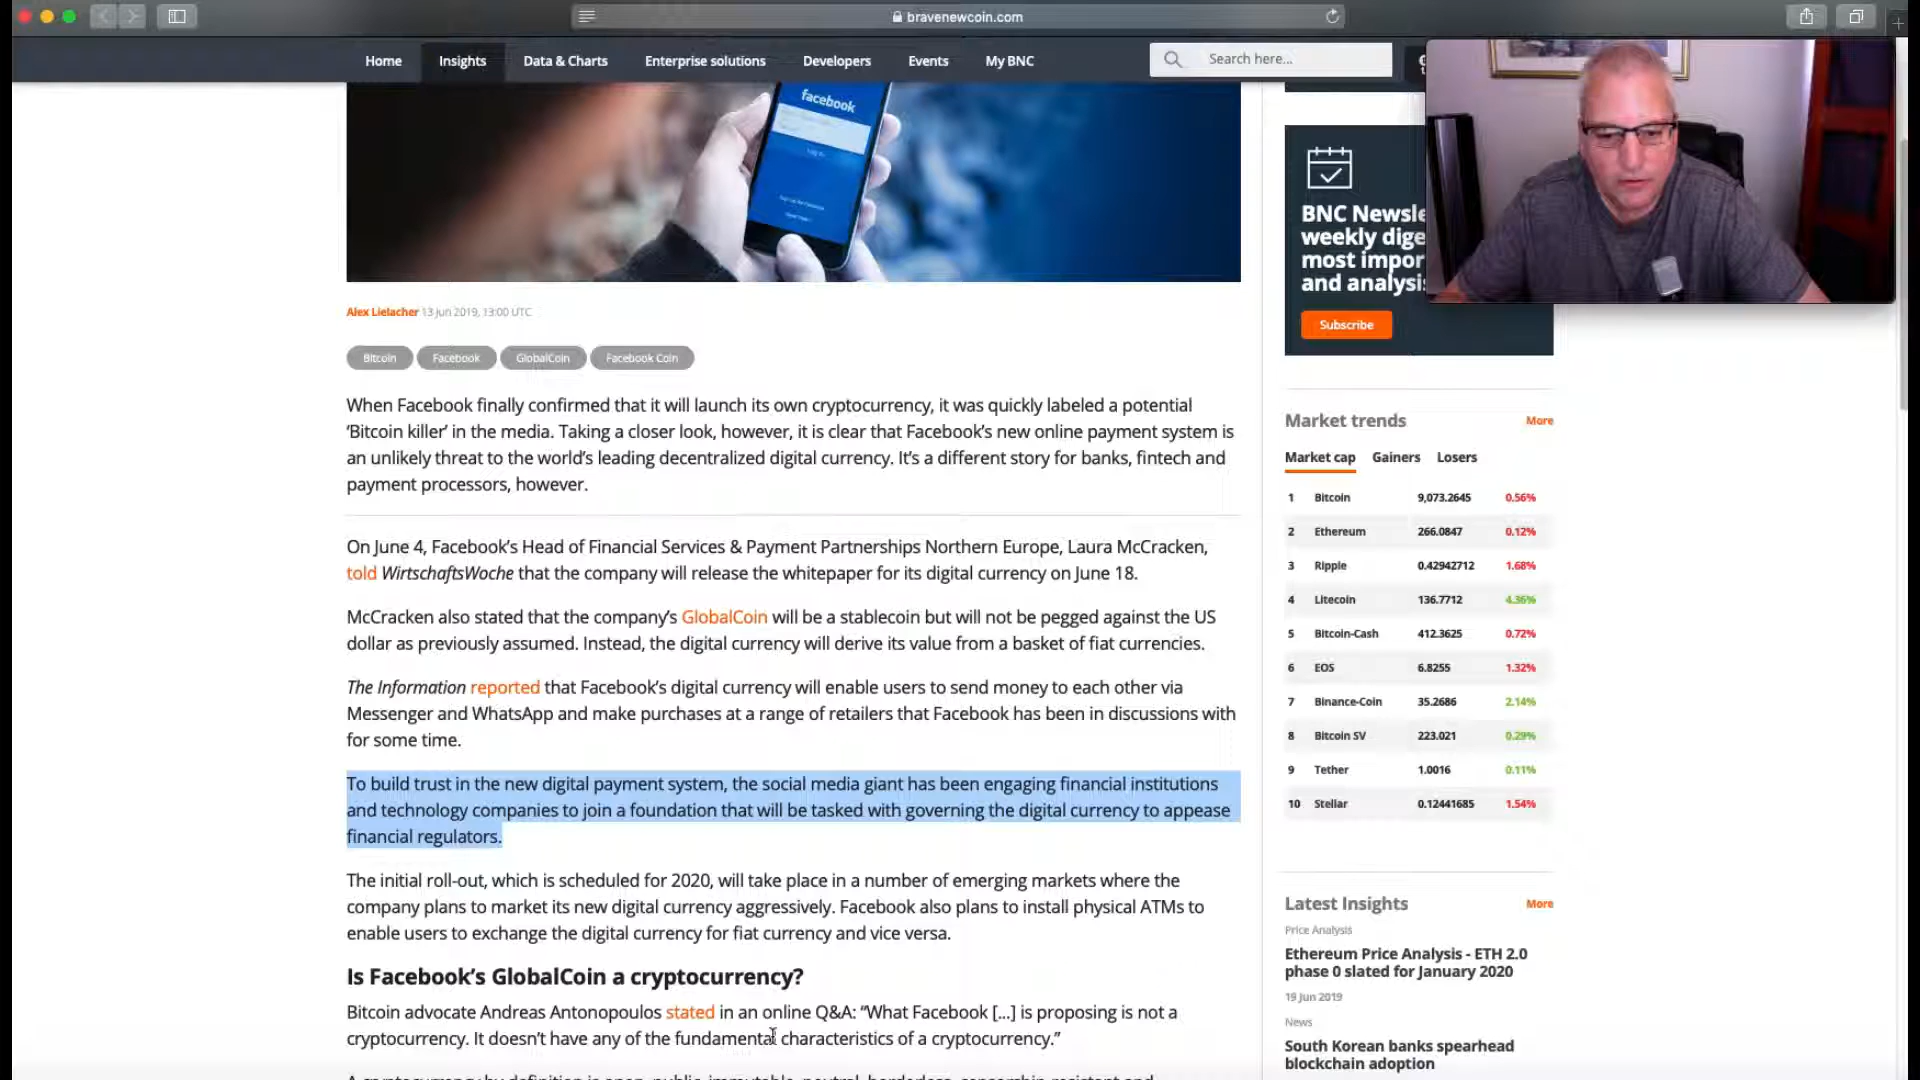 bravenewcoin.com
Home Insights Data & Charts Enterprise solutions Developers Events My BNC Search here...
facebook
Log In
Alex Lielacher 13 Jun 2019, 13:00 UTC
Bitcoin Facebook GlobalCoin Facebook Coin
When Facebook finally confirmed that it will launch its own cryptocurrency, it was quickly labeled a potential
‘Bitcoin killer’ in the media. Taking a closer look, however, it is clear that Facebook’s new online payment system is
an unlikely threat to the world’s leading decentralized digital currency. It’s a different story for banks, fintech and
payment processors, however.
On June 4, Facebook’s Head of Financial Services & Payment Partnerships Northern Europe, Laura McCracken,
told WirtschaftsWoche that the company will release the whitepaper for its digital currency on June 18.
McCracken also stated that the company’s GlobalCoin will be a stablecoin but will not be pegged against the US
dollar as previously assumed. Instead, the digital currency will derive its value from a basket of fiat currencies.
The Information reported that Facebook’s digital currency will enable users to send money to each other via
Messenger and WhatsApp and make purchases at a range of retailers that Facebook has been in discussions with
for some time.
To build trust in the new digital payment system, the social media giant has been engaging financial institutions
and technology companies to join a foundation that will be tasked with governing the digital currency to appease
financial regulators.
The initial roll-out, which is scheduled for 2020, will take place in a number of emerging markets where the
company plans to market its new digital currency aggressively. Facebook also plans to install physical ATMs to
enable users to exchange the digital currency for fiat currency and vice versa.
Is Facebook’s GlobalCoin a cryptocurrency?
Bitcoin advocate Andreas Antonopoulos stated in an online Q&A: “What Facebook [...] is proposing is not a
cryptocurrency. It doesn’t have any of the fundamental characteristics of a cryptocurrency.”
BNC Newsle
weekly dige
most impor
and analysi
Subscribe
Market trends More
Market cap Gainers Losers
1 Bitcoin 9,073.2645 0.56%
2 Ethereum 266.0847 0.12%
3 Ripple 0.42942712 1.68%
4 Litecoin 136.7712 4.36%
5 Bitcoin-Cash 412.3625 0.72%
6 EOS 6.8255 1.32%
7 Binance-Coin 35.2686 2.14%
8 Bitcoin SV 223.021 0.29%
9 Tether 1.0016 0.11%
10 Stellar 0.12441685 1.54%
Latest Insights More
Price Analysis
Ethereum Price Analysis - ETH 2.0
phase 0 slated for January 2020
19 Jun 2019
News
South Korean banks spearhead
blockchain adoption